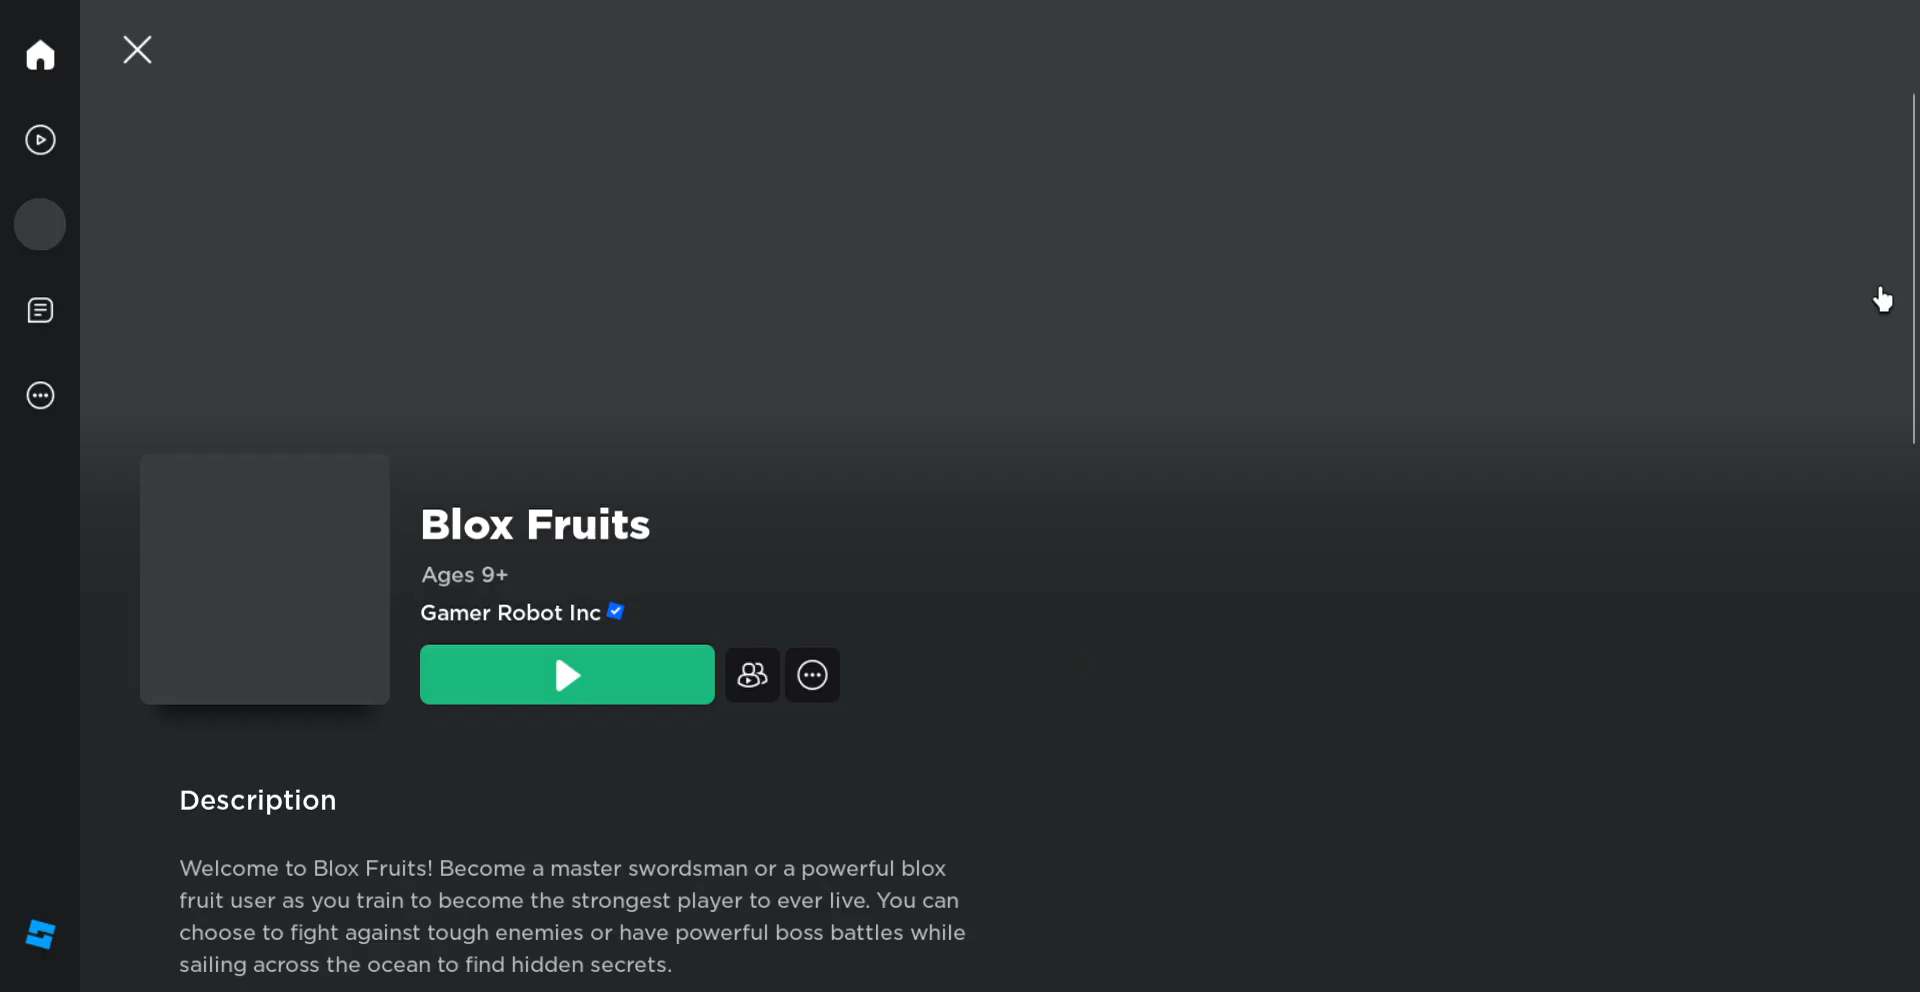 Blox Fruits
Ages 9+
Gamer Robot Inc
Description
Welcome to Blox Fruits! Become a master swordsman or a powerful blox
fruit user as you train to become the strongest player to ever live. You can
choose to fight against tough enemies or have powerful boss battles while
sailing across the ocean to find hidden secrets.